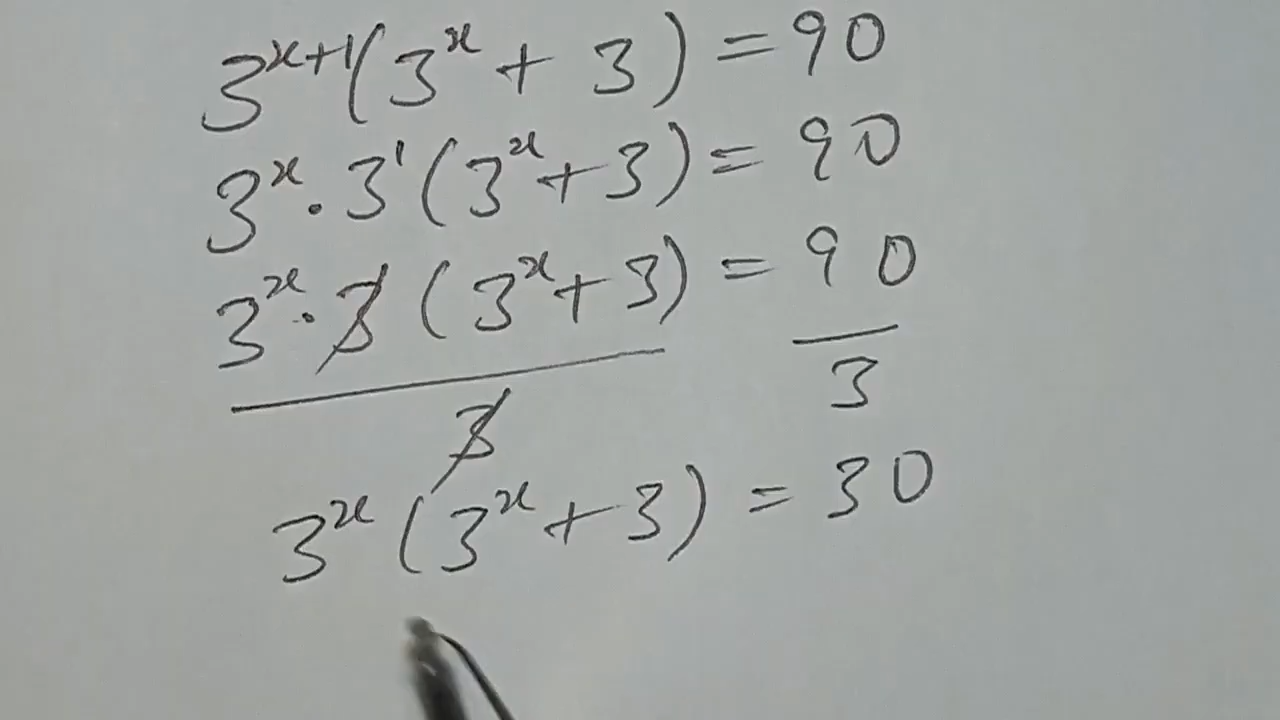 3^{x+1}(3^x + 3) = 90
3^x · 3^1 (3^x + 3) = 90
3^x · 3 (3^x + 3) = 90
3 3
3^x (3^x + 3) = 30